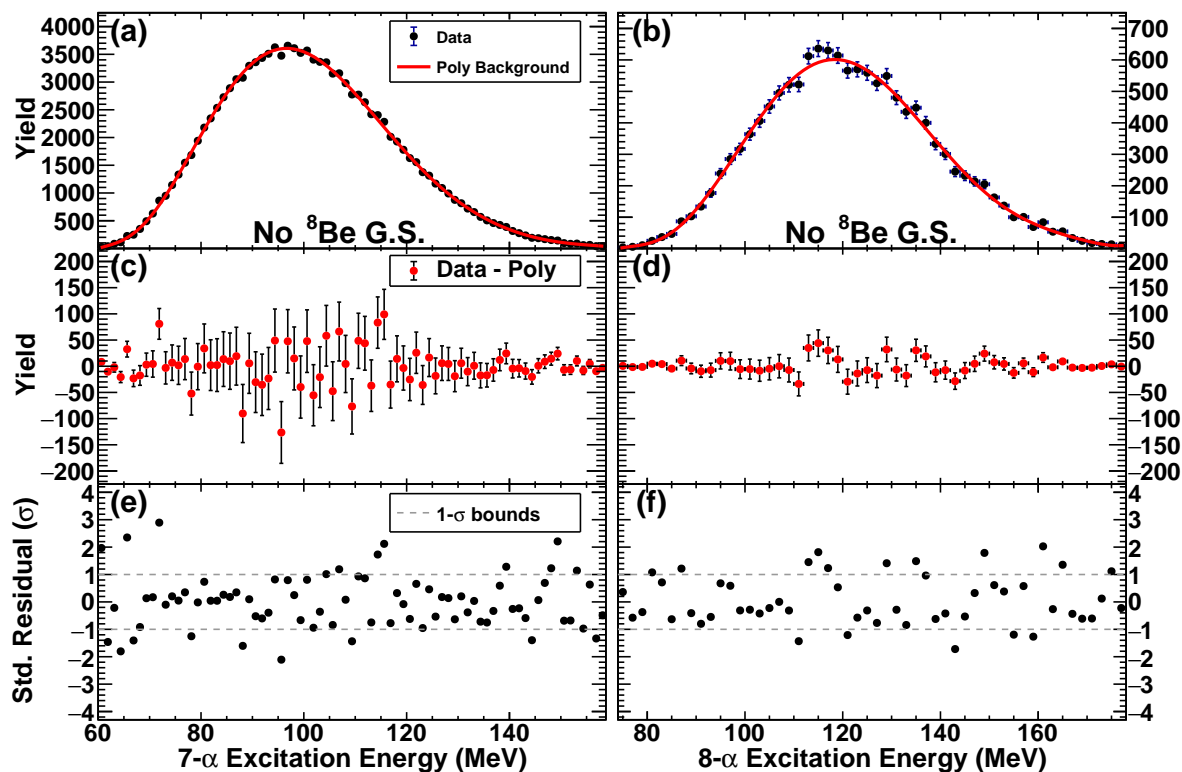 (a)
Data
Poly Background
No ⁸Be G.S.
Yield
4000
3500
3000
2500
2000
1500
1000
500
(b)
No ⁸Be G.S.
700
600
500
400
300
200
100
(c)
Data - Poly
Yield
200
150
100
50
0
−50
−100
−150
−200
(d)
200
150
100
50
0
−50
−100
−150
−200
(e)
1-σ bounds
Std. Residual (σ)
4
3
2
1
0
−1
−2
−3
−4
(f)
4
3
2
1
0
−1
−2
−3
−4
60 80 100 120 140
7-α Excitation Energy (MeV)
80 100 120 140 160
8-α Excitation Energy (MeV)